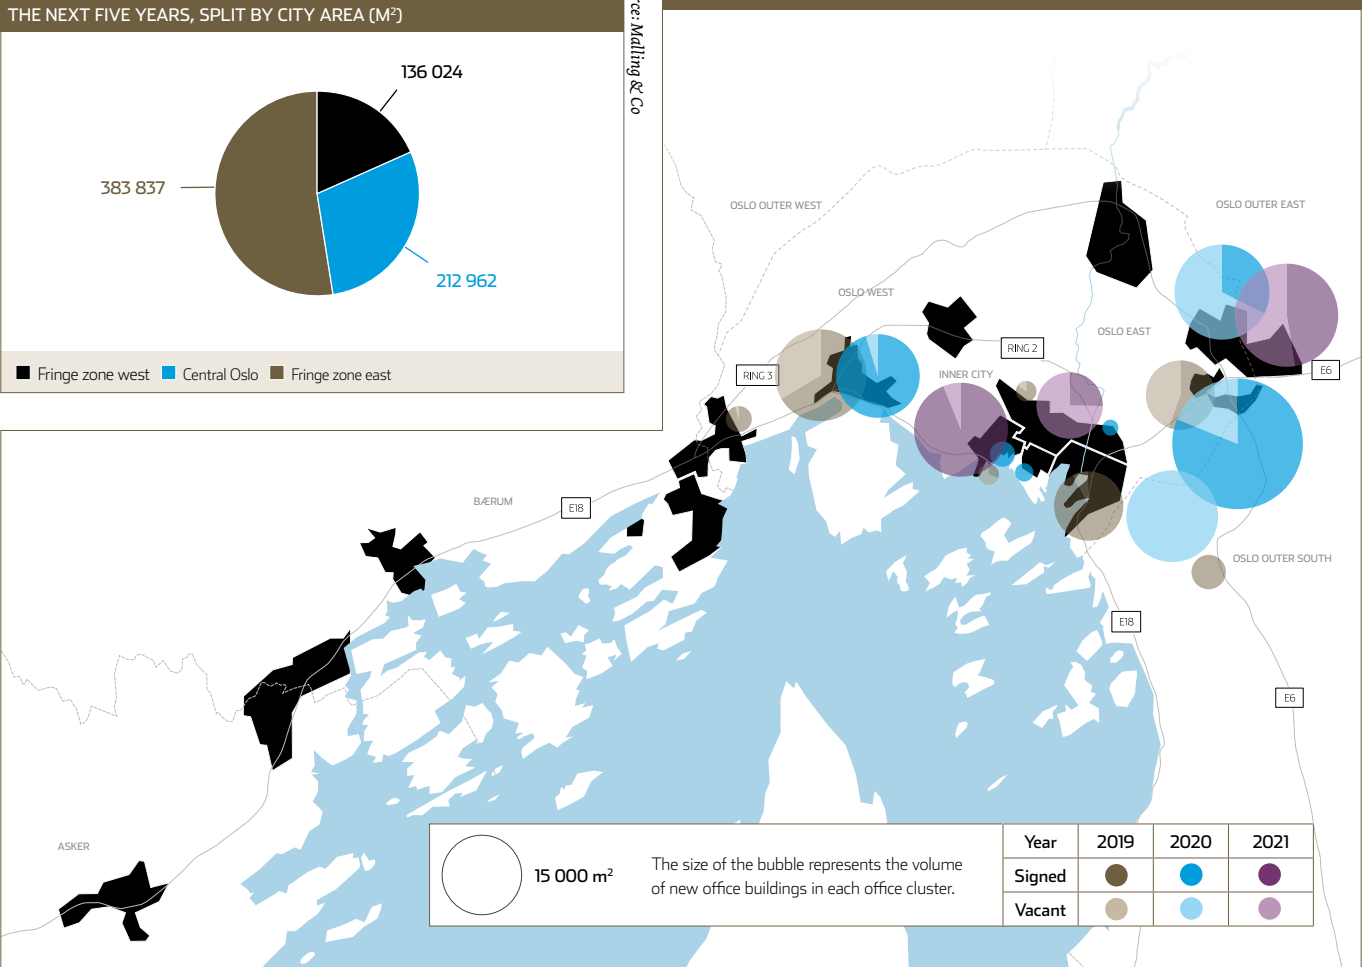 THE NEXT FIVE YEARS, SPLIT BY CITY AREA (M²)
136 024
383 837
212 962
Fringe zone west
Central Oslo
Fringe zone east
rce: Malling & Co
OSLO OUTER WEST
OSLO OUTER EAST
OSLO WEST
OSLO EAST
RING 2
RING 3
INNER CITY
E6
BÆRUM
E18
OSLO OUTER SOUTH
E18
E6
ASKER
15 000 m²
The size of the bubble represents the volume
of new office buildings in each office cluster.
Year 2019 2020 2021
Signed
Vacant